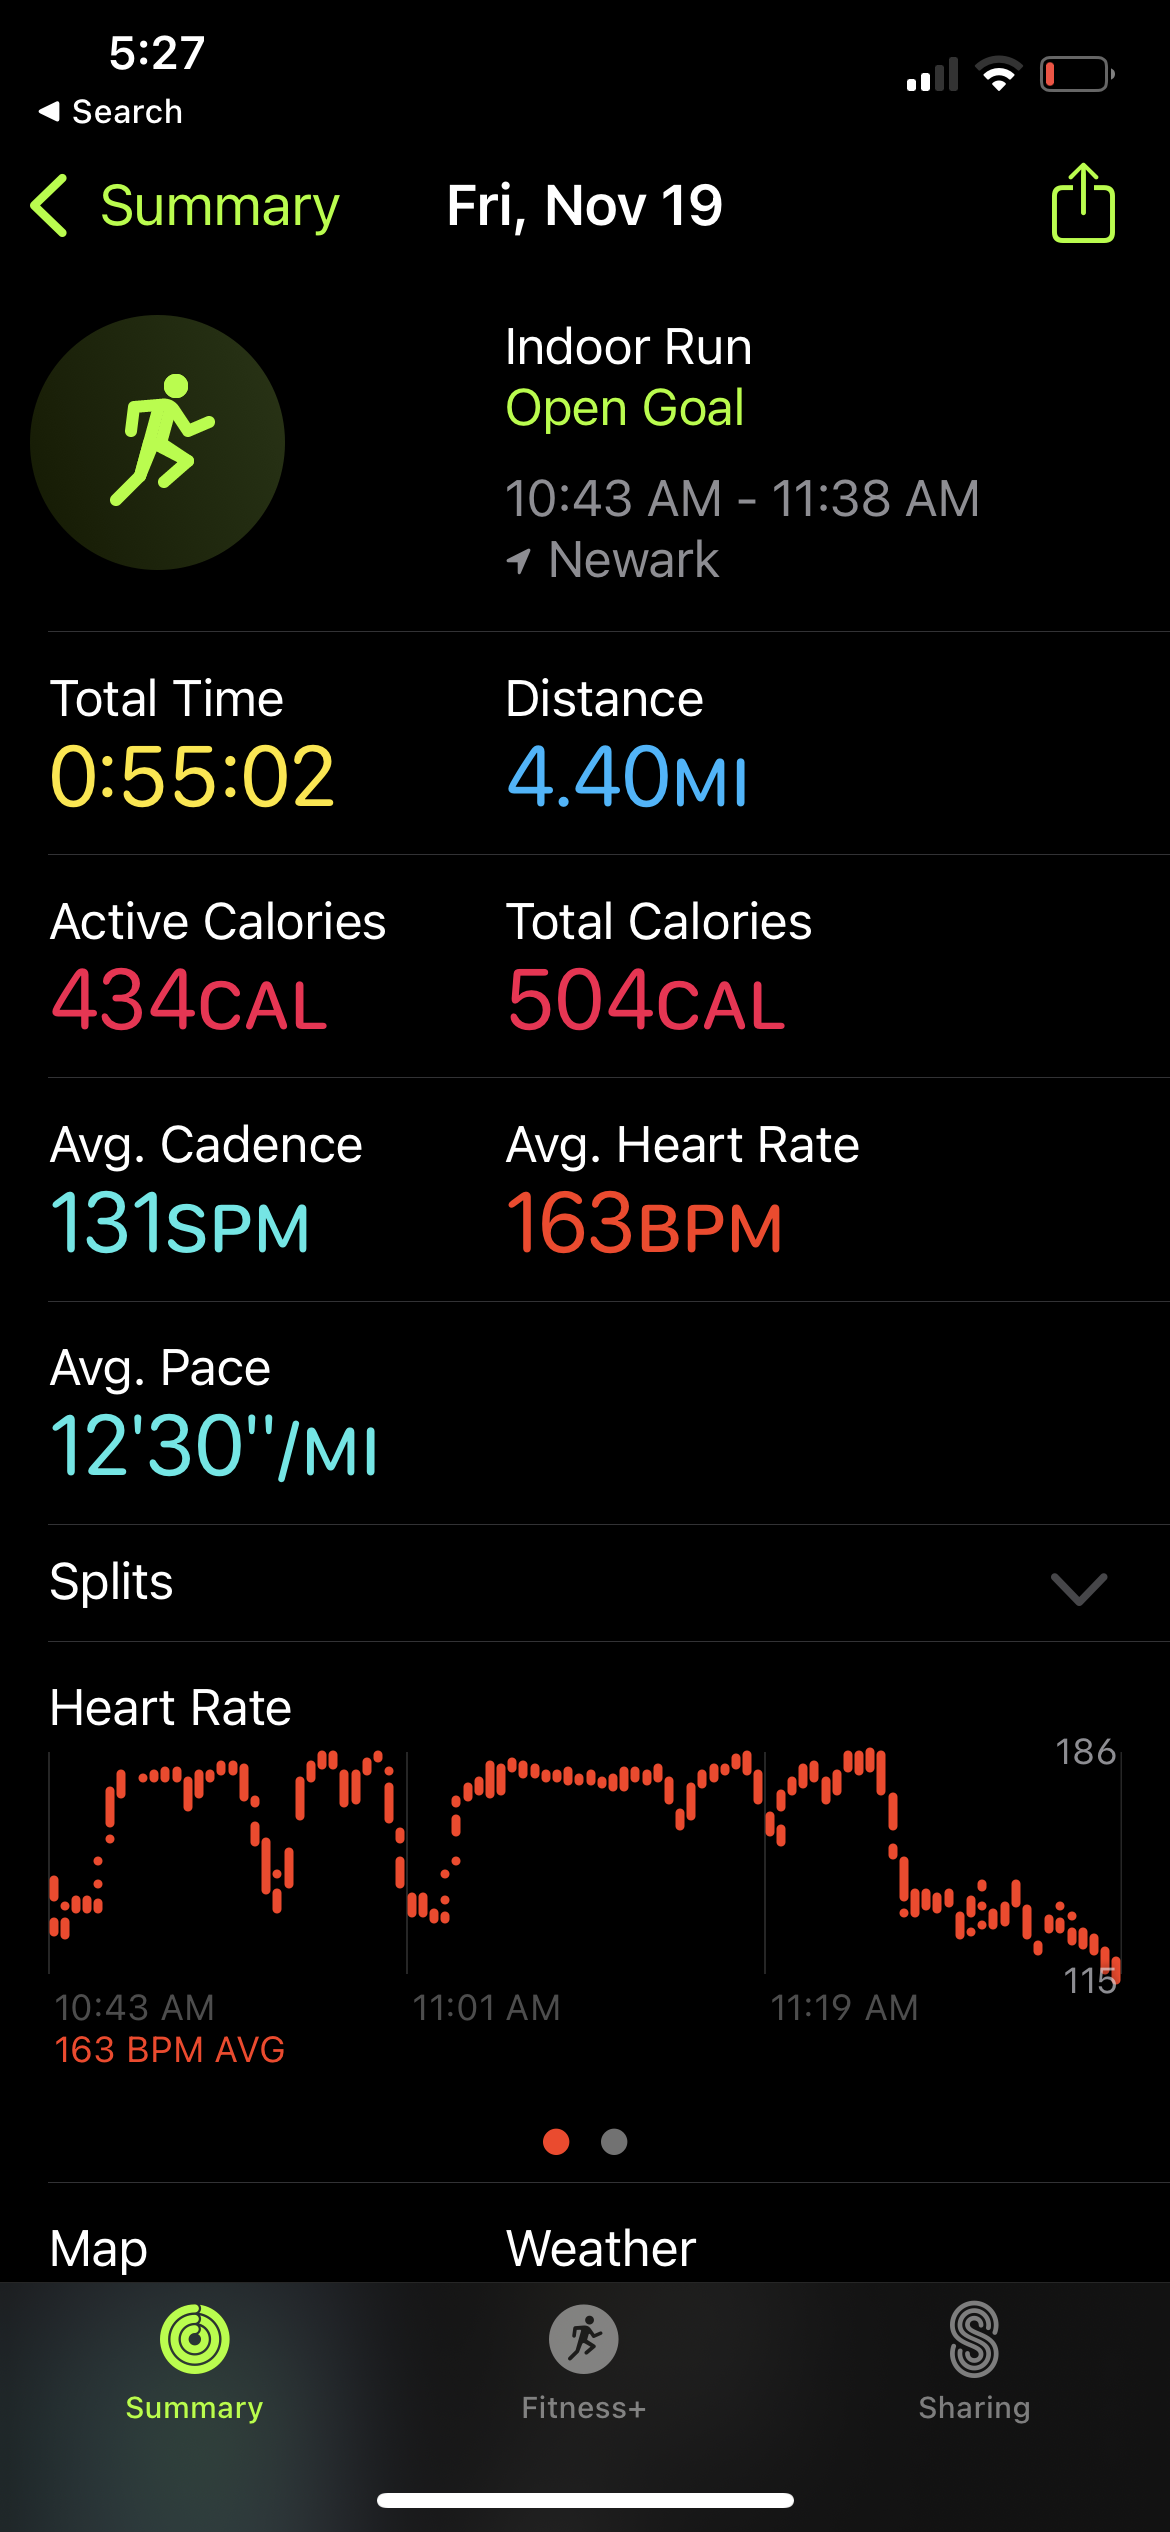 5:27
◀ Search
Summary
Fri, Nov 19
Indoor Run
Open Goal
10:43 AM - 11:38 AM
Newark
Total Time
Distance
0:55:02
4.40MI
Active Calories
Total Calories
434CAL
504CAL
Avg. Cadence
Avg. Heart Rate
131SPM
163BPM
Avg. Pace
12'30"/MI
Splits
Heart Rate
186
115
10:43 AM
11:01 AM
11:19 AM
163 BPM AVG
Map
Weather
Summary
Fitness+
Sharing